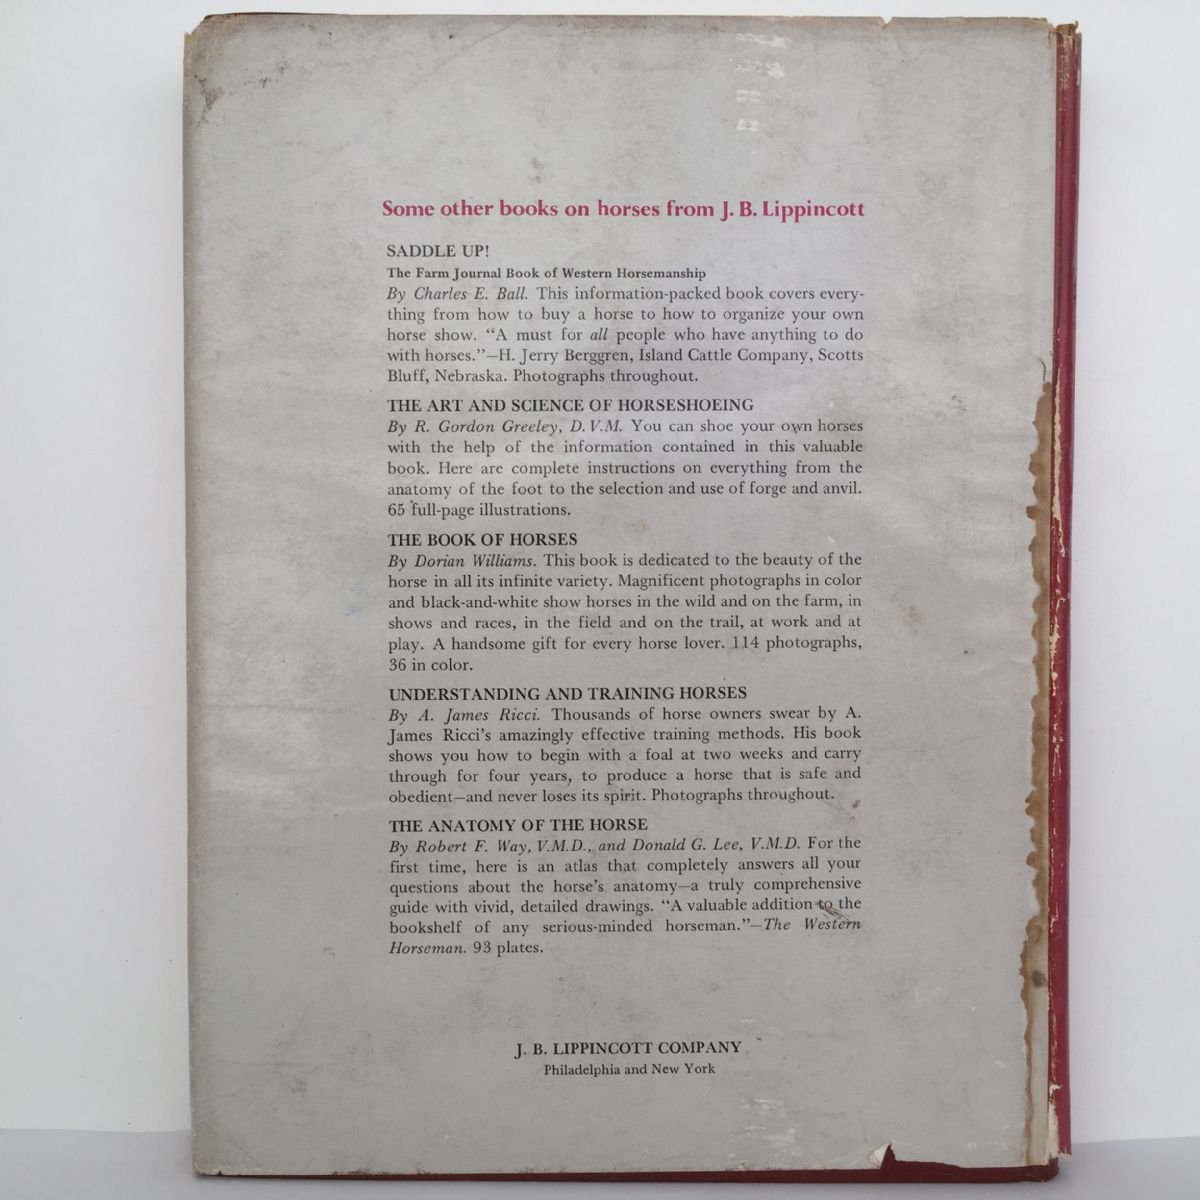 Some other books on horses from J. B. Lippincott
SADDLE UP!
The Farm Journal Book of Western Horsemanship
By Charles E. Ball. This information-packed book covers every-
thing from how to buy a horse to how to organize your own
horse show. “A must for all people who have anything to do
with horses.”—H. Jerry Berggren, Island Cattle Company, Scotts
Bluff, Nebraska. Photographs throughout.
THE ART AND SCIENCE OF HORSESHOEING
By R. Gordon Greeley, D.V.M. You can shoe your own horses
with the help of the information contained in this valuable
book. Here are complete instructions on everything from the
anatomy of the foot to the selection and use of forge and anvil.
65 full-page illustrations.
THE BOOK OF HORSES
By Dorian Williams. This book is dedicated to the beauty of the
horse in all its infinite variety. Magnificent photographs in color
and black-and-white show horses in the wild and on the farm, in
shows and races, in the field and on the trail, at work and at
play. A handsome gift for every horse lover. 114 photographs,
36 in color.
UNDERSTANDING AND TRAINING HORSES
By A. James Ricci. Thousands of horse owners swear by A.
James Ricci’s amazingly effective training methods. His book
shows you how to begin with a foal at two weeks and carry
through for four years, to produce a horse that is safe and
obedient—and never loses its spirit. Photographs throughout.
THE ANATOMY OF THE HORSE
By Robert F. Way, V.M.D., and Donald G. Lee, V.M.D. For the
first time, here is an atlas that completely answers all your
questions about the horse’s anatomy—a truly comprehensive
guide with vivid, detailed drawings. “A valuable addition to the
bookshelf of any serious-minded horseman.”—The Western
Horseman. 93 plates.
J. B. LIPPINCOTT COMPANY
Philadelphia and New York